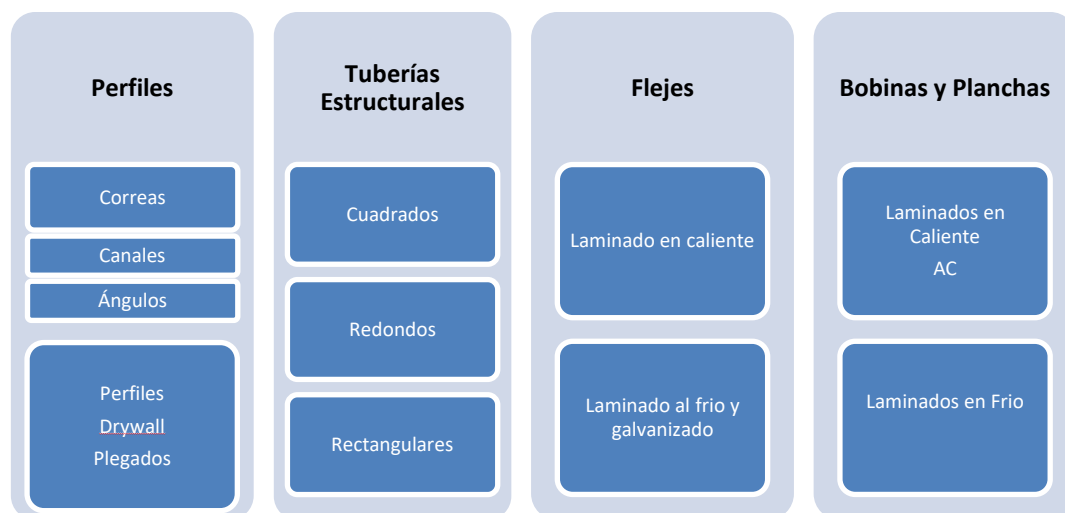 Perfiles
Correas
Canales
Ángulos
Perfiles
Drywall
Plegados
Tuberías
Estructurales
Cuadrados
Redondos
Rectangulares
Flejes
Laminado en caliente
Laminado al frio y
galvanizado
Bobinas y Planchas
Laminados en
Caliente
AC
Laminados en Frio